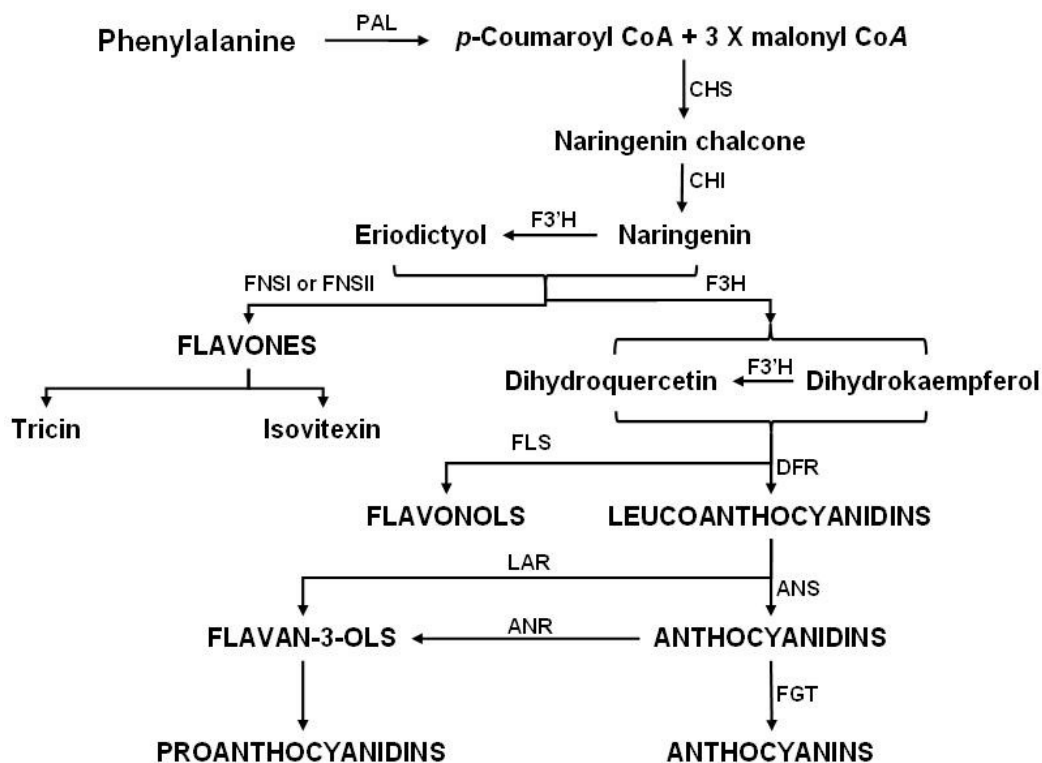 PAL
Phenylalanine p-Coumaroyl CoA + 3 X malonyl CoA
CHS
Naringenin chalcone
CHI
Eriodictyol F3'H Naringenin
FNSI or FNSII F3H
FLAVONES
Dihydroquercetin F3'H Dihydrokaempferol
Tricin Isovitexin
FLS
DFR
FLAVONOLS LEUCOANTHOCYANIDINS
LAR
ANS
FLAVAN-3-OLS ANR ANTHOCYANIDINS
FGT
PROANTHOCYANIDINS ANTHOCYANINS